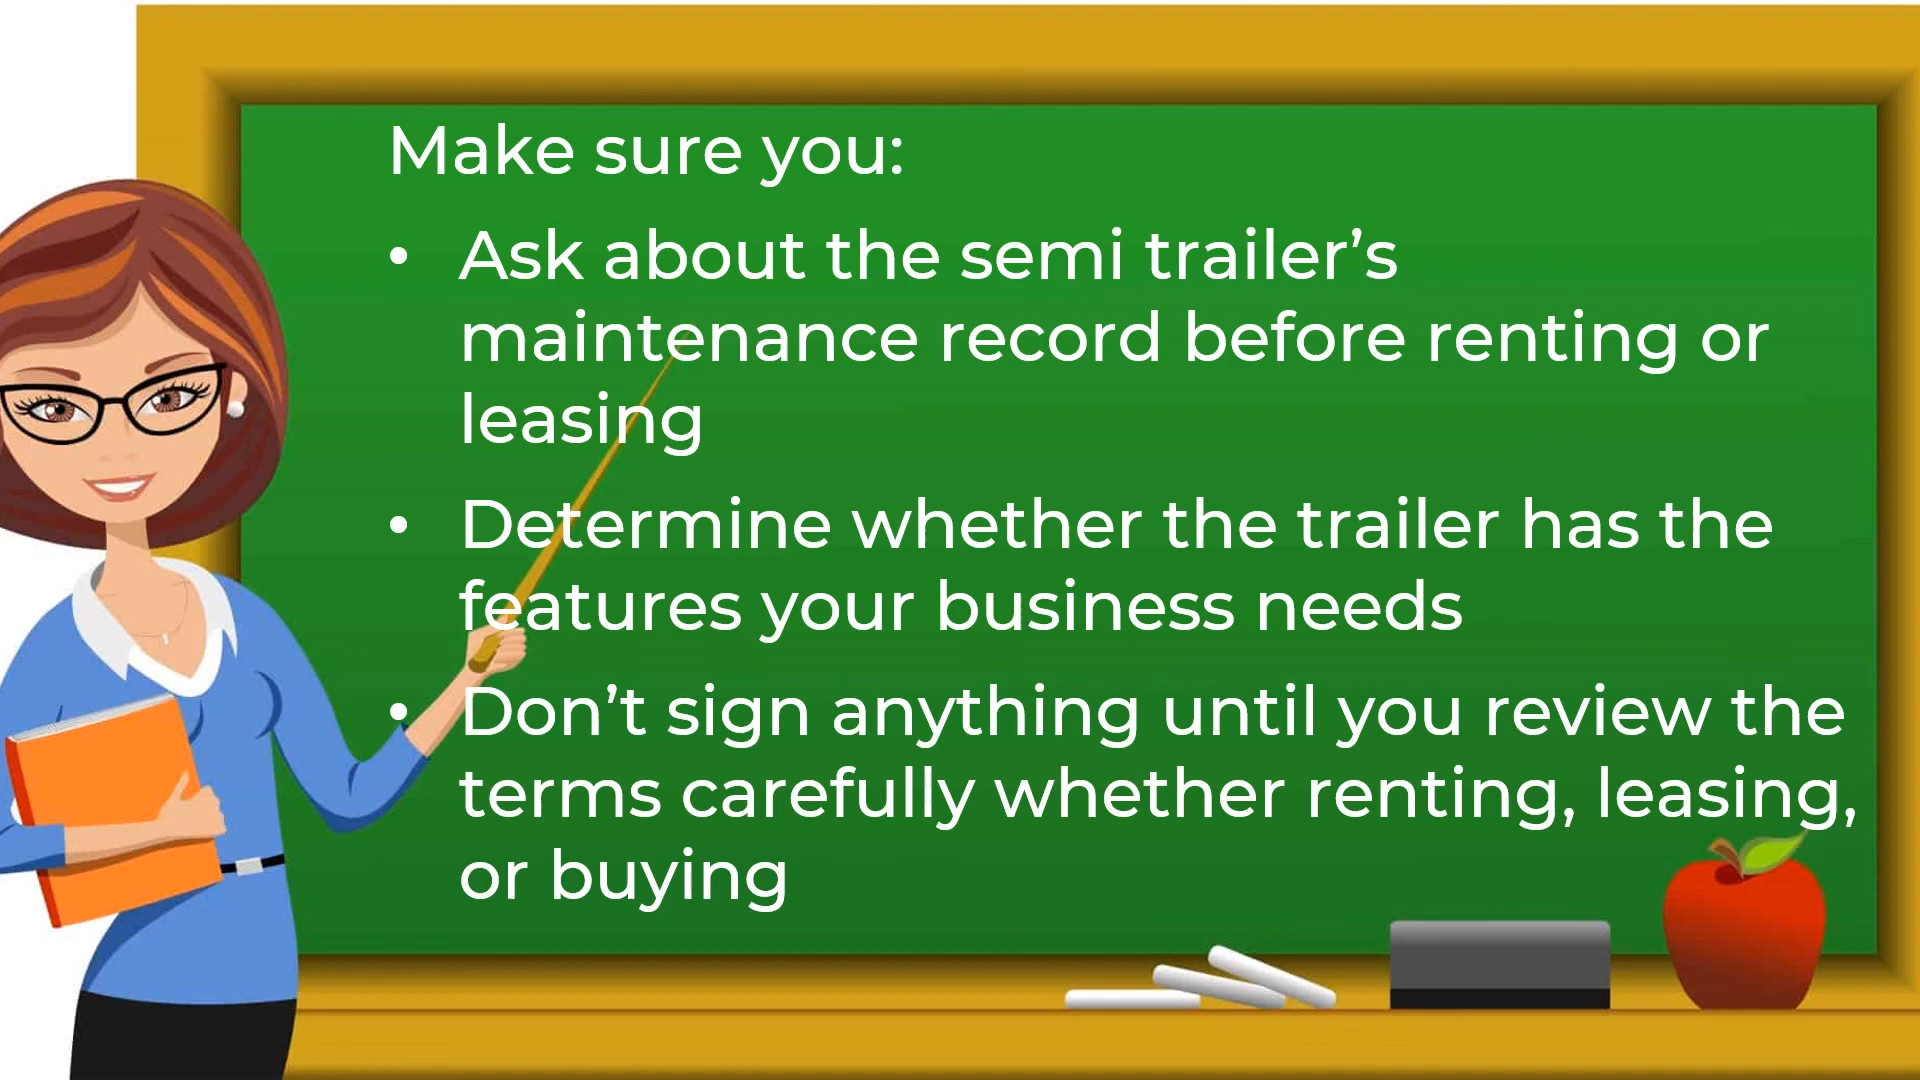 Make sure you:
• Ask about the semi trailer’s
maintenance record before renting or
leasing
• Determine whether the trailer has the
features your business needs
• Don’t sign anything until you review the
terms carefully whether renting, leasing,
or buying